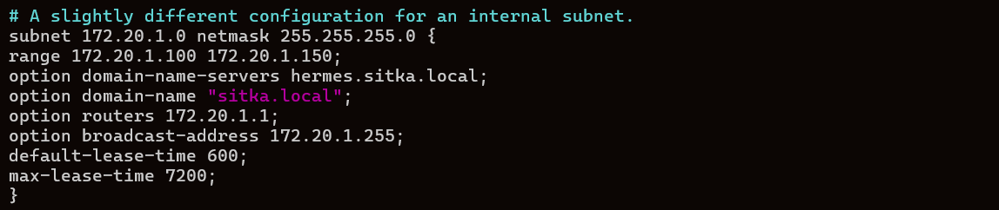 # A slightly different configuration for an internal subnet.
subnet 172.20.1.0 netmask 255.255.255.0 {
range 172.20.1.100 172.20.1.150;
option domain-name-servers hermes.sitka.local;
option domain-name "sitka.local";
option routers 172.20.1.1;
option broadcast-address 172.20.1.255;
default-lease-time 600;
max-lease-time 7200;
}